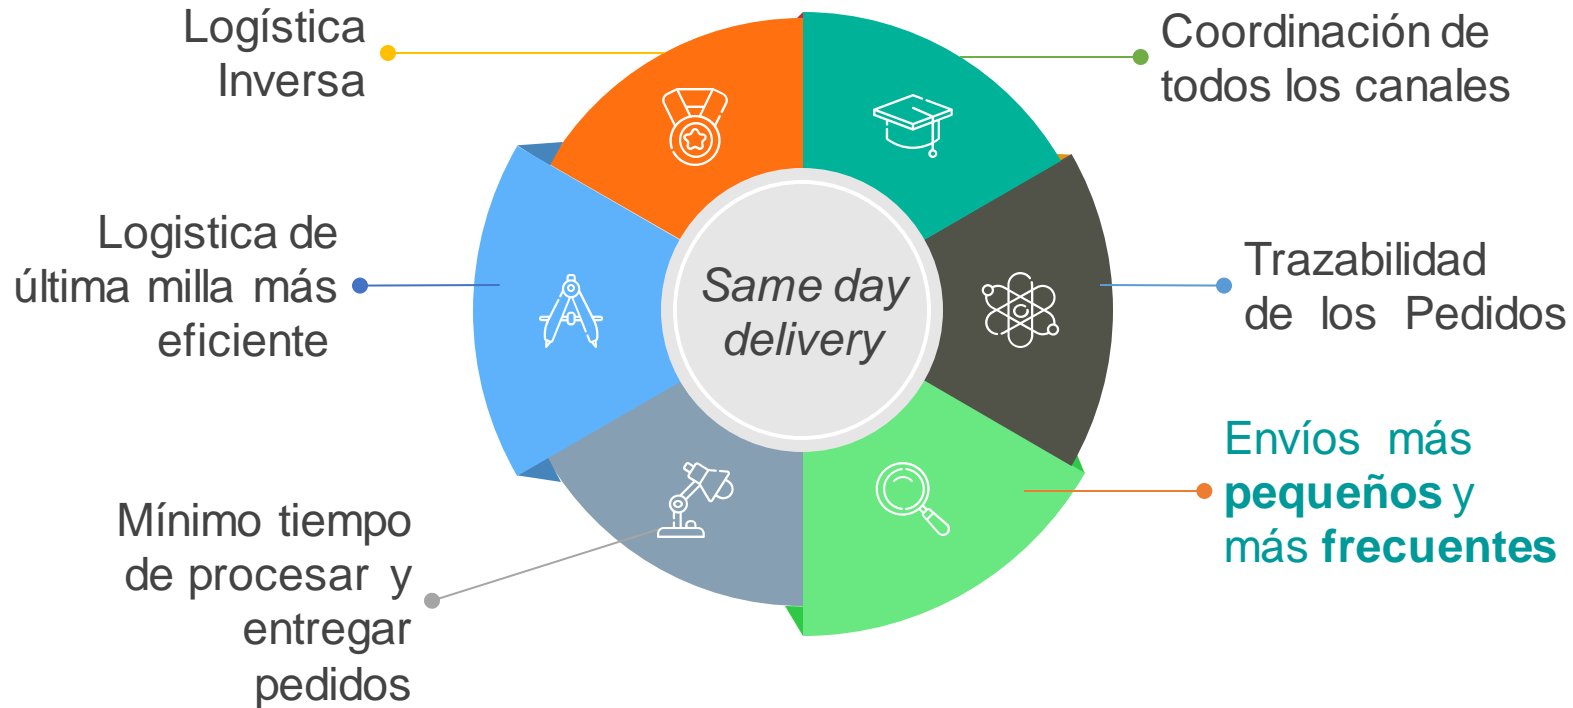 Logística
Inversa
Coordinación de
todos los canales
Logistica de
última milla más
eficiente
Same day
delivery
Trazabilidad
de los Pedidos
Envíos más
pequeños y
más frecuentes
Mínimo tiempo
de procesar y
entregar
pedidos